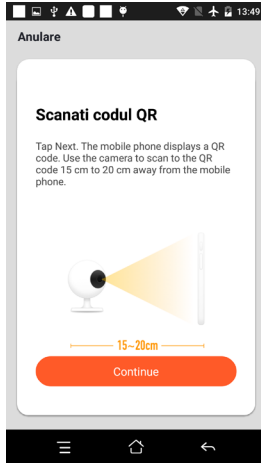 13:49
Anulare
Scanati codul QR
Tap Next. The mobile phone displays a QR
code. Use the camera to scan to the QR
code 15 cm to 20 cm away from the mobile
phone.
15~20cm
Continue